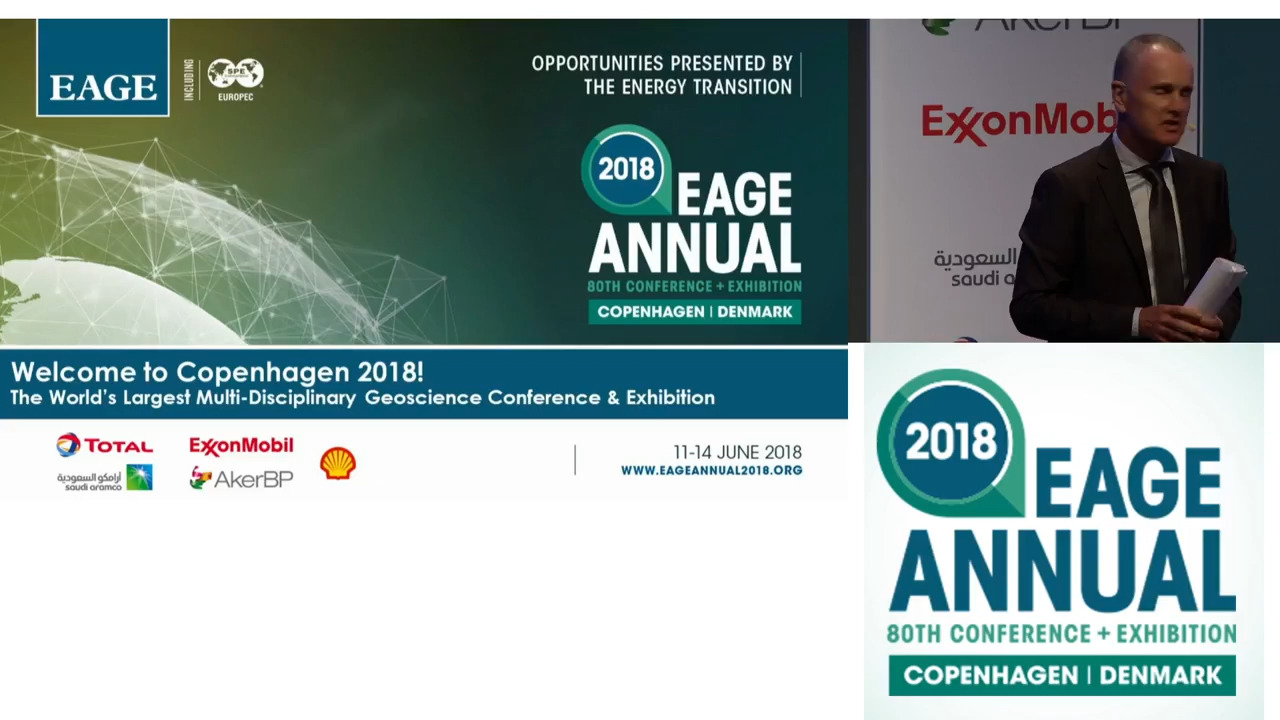 EAGE
INCLUDING
SPE
EUROPEC
OPPORTUNITIES PRESENTED BY
THE ENERGY TRANSITION
2018
EAGE
ANNUAL
80TH CONFERENCE + EXHIBITION
COPENHAGEN | DENMARK
Welcome to Copenhagen 2018!
The World's Largest Multi-Disciplinary Geoscience Conference & Exhibition
TOTAL
ExxonMobil
أرامكو السعودية
saudi aramco
AkerBP
11-14 JUNE 2018
WWW.EAGEANNUAL2018.ORG
AkerBP
ExxonMob
السعودية
saudi a
2018
EAGE
ANNUAL
80TH CONFERENCE + EXHIBITION
COPENHAGEN | DENMARK